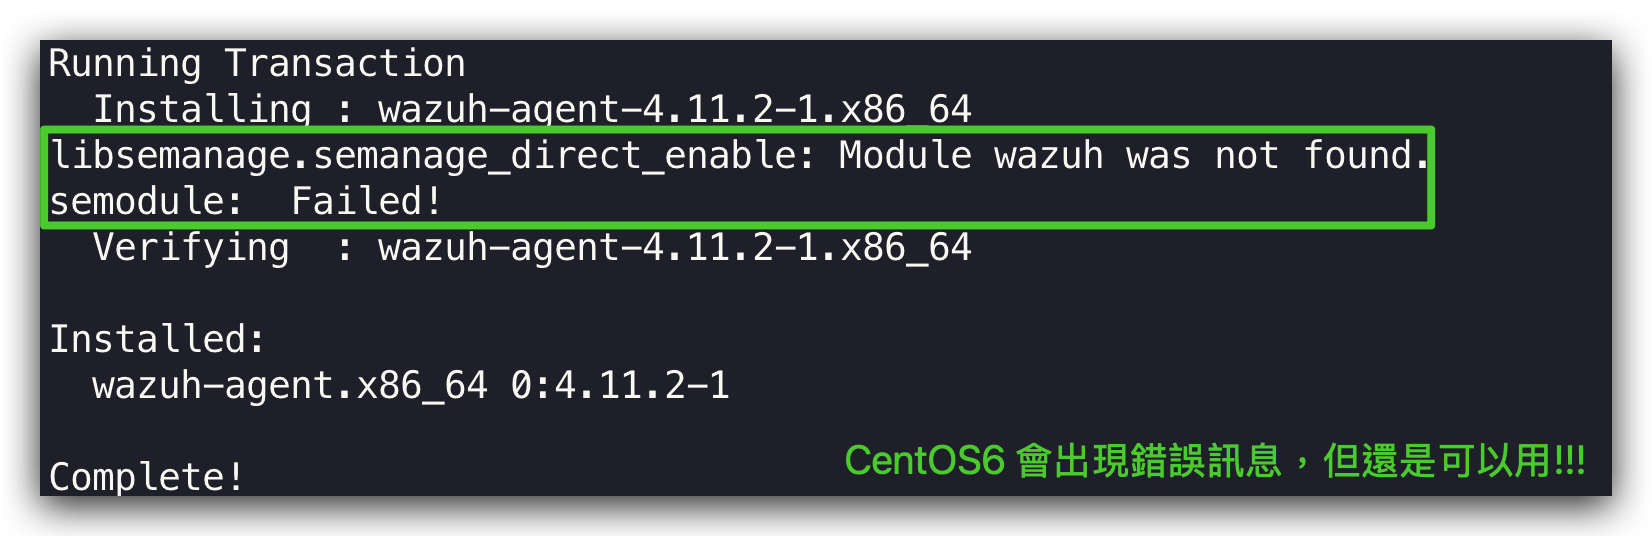 Running Transaction
  Installing : wazuh-agent-4.11.2-1.x86_64
libsemanage.semanage_direct_enable: Module wazuh was not found.
semodule:  Failed!
  Verifying  : wazuh-agent-4.11.2-1.x86_64

Installed:
  wazuh-agent.x86_64 0:4.11.2-1

CentOS6 會出現錯誤訊息，但還是可以用!!!
Complete!